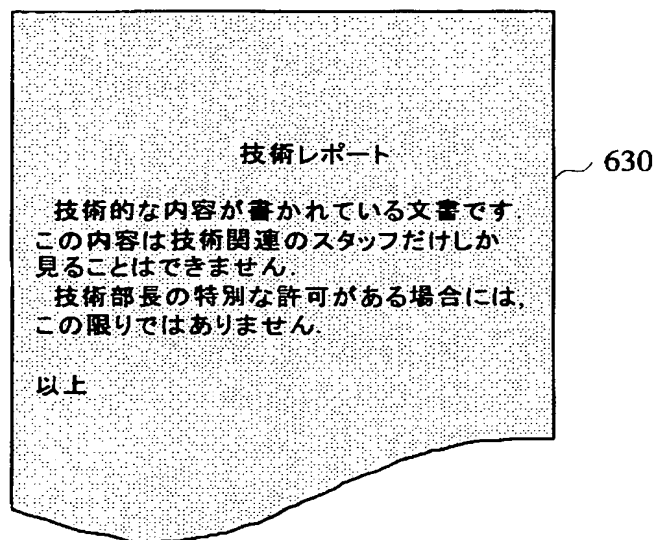 技術レポート
630
技術的な内容が書かれている文書です
この内容は技術関連のスタッフだけしか
見ることはできません.
技術部長の特別な許可がある場合には,
この限りではありません.
以上